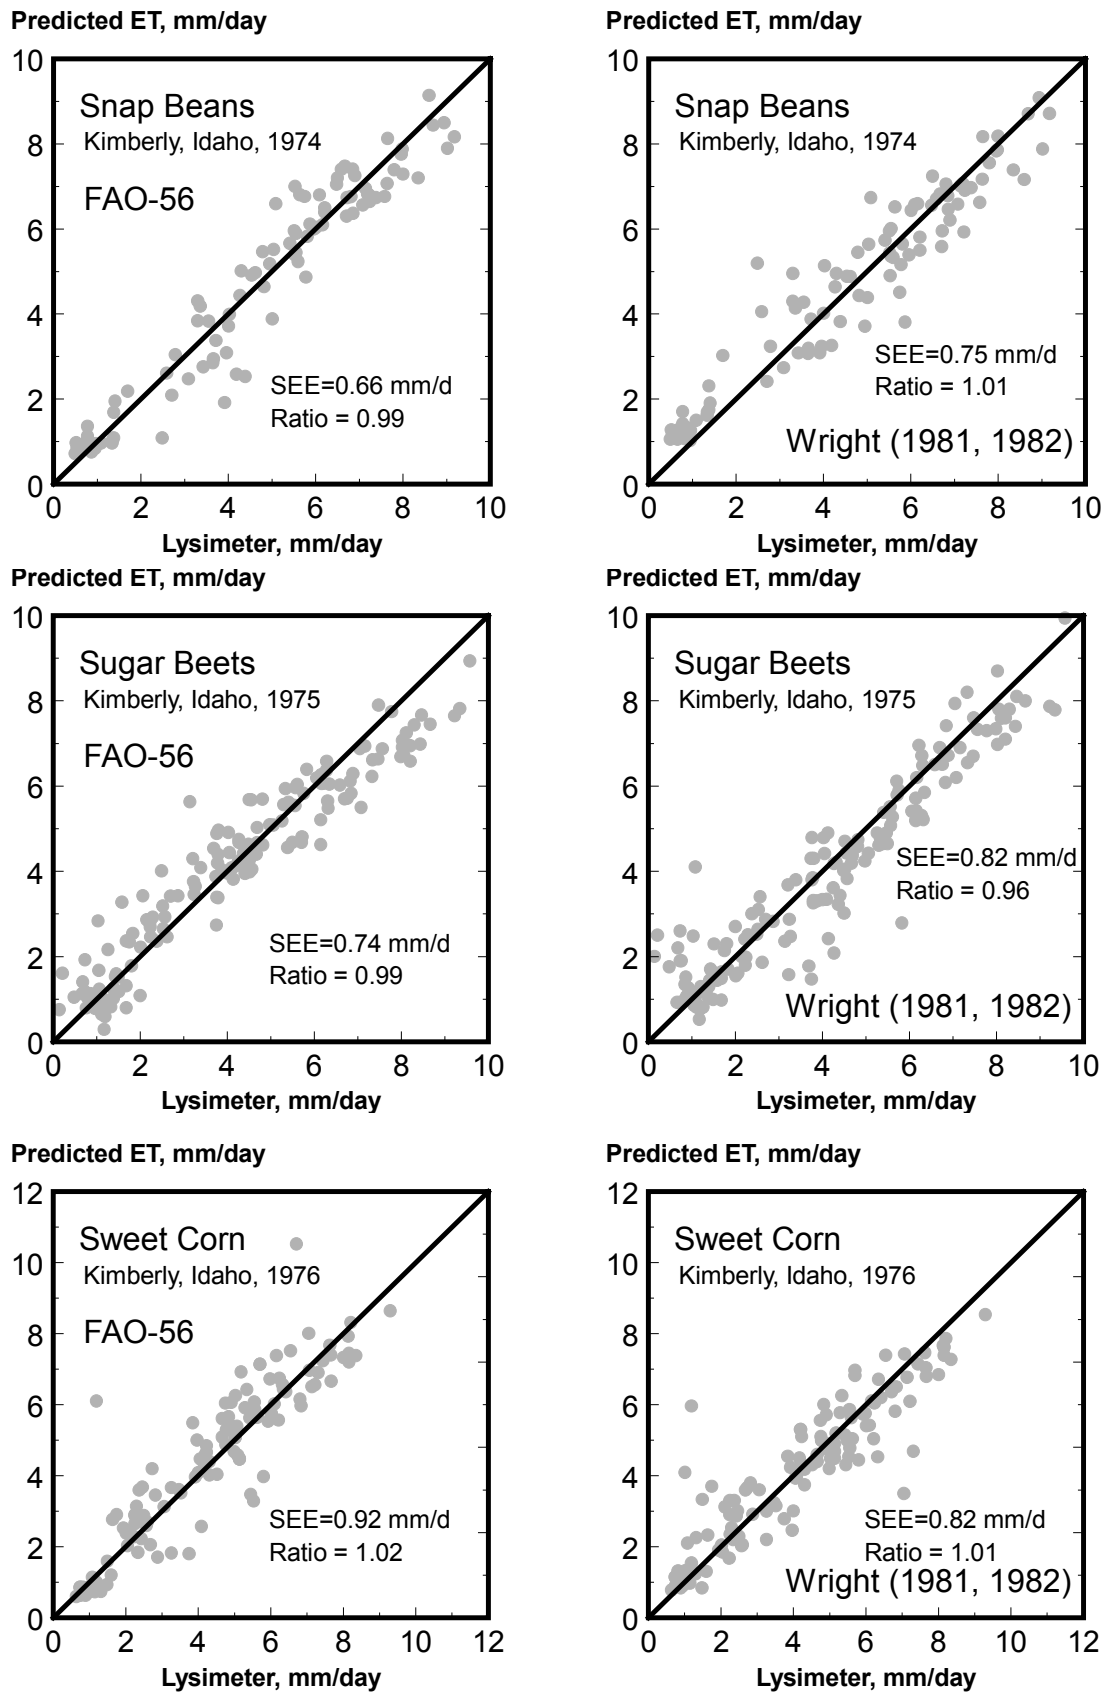 Predicted ET, mm/day
10
8
6
4
2
0
Snap Beans
Kimberly, Idaho, 1974
FAO-56
SEE=0.66 mm/d
Ratio = 0.99
0 2 4 6 8 10
Lysimeter, mm/day
Predicted ET, mm/day
10
8
6
4
2
0
Snap Beans
Kimberly, Idaho, 1974
SEE=0.75 mm/d
Ratio = 1.01
Wright (1981, 1982)
0 2 4 6 8 10
Lysimeter, mm/day
Predicted ET, mm/day
10
8
6
4
2
0
Sugar Beets
Kimberly, Idaho, 1975
FAO-56
SEE=0.74 mm/d
Ratio = 0.99
0 2 4 6 8 10
Lysimeter, mm/day
Predicted ET, mm/day
10
8
6
4
2
0
Sugar Beets
Kimberly, Idaho, 1975
SEE=0.82 mm/d
Ratio = 0.96
Wright (1981, 1982)
0 2 4 6 8 10
Lysimeter, mm/day
Predicted ET, mm/day
12
10
8
6
4
2
0
Sweet Corn
Kimberly, Idaho, 1976
FAO-56
SEE=0.92 mm/d
Ratio = 1.02
0 2 4 6 8 10 12
Lysimeter, mm/day
Predicted ET, mm/day
12
10
8
6
4
2
0
Sweet Corn
Kimberly, Idaho, 1976
SEE=0.82 mm/d
Ratio = 1.01
Wright (1981, 1982)
0 2 4 6 8 10 12
Lysimeter, mm/day